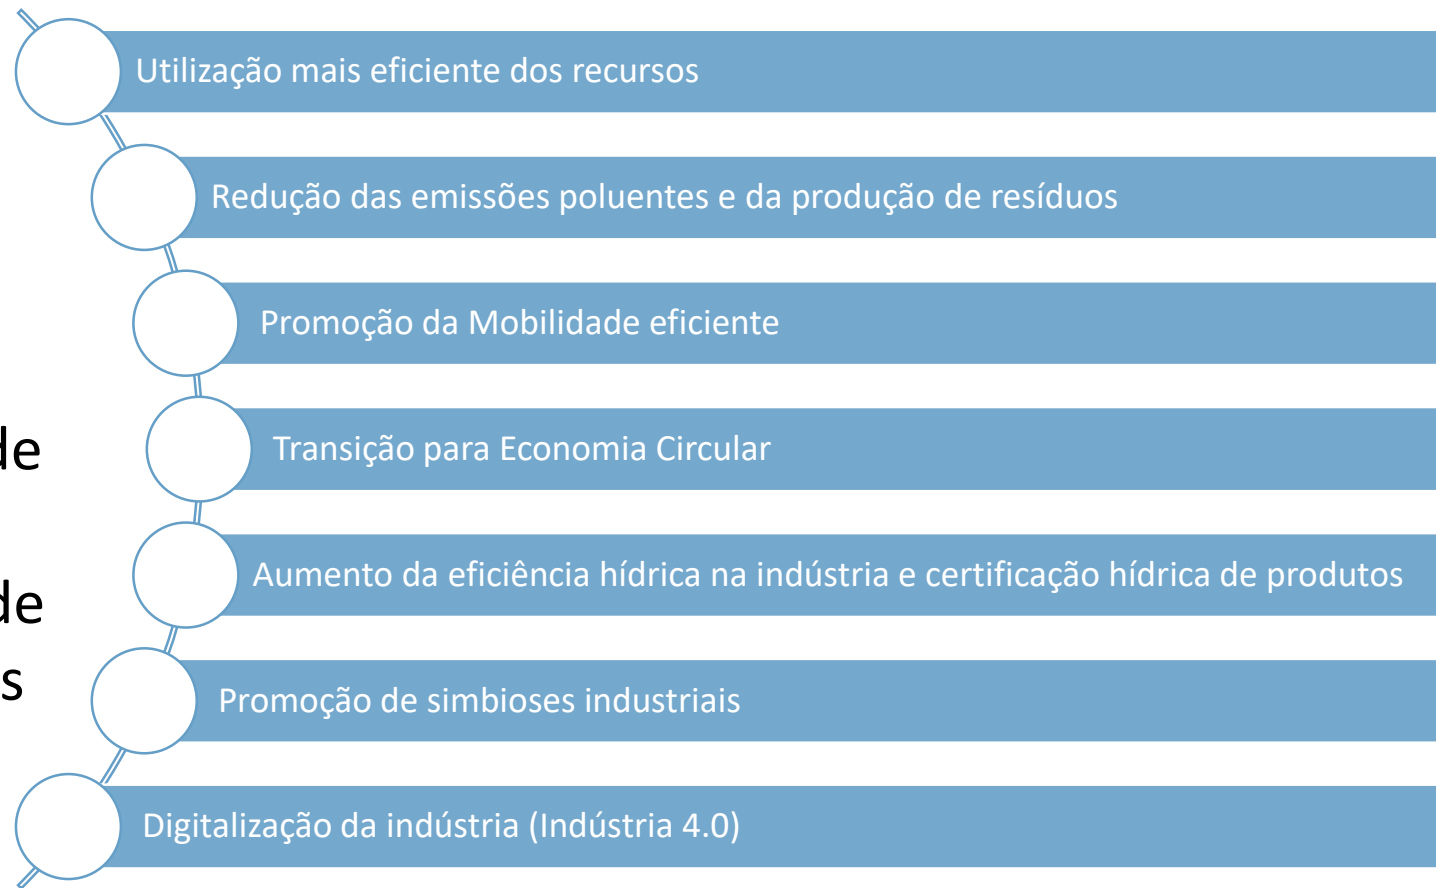 Utilização mais eficiente dos recursos
Redução das emissões poluentes e da produção de resíduos
Promoção da Mobilidade eficiente
de
Transição para Economia Circular
Aumento da eficiência hídrica na indústria e certificação hídrica de produtos
de
s
Promoção de simbioses industriais
Digitalização da indústria (Indústria 4.0)